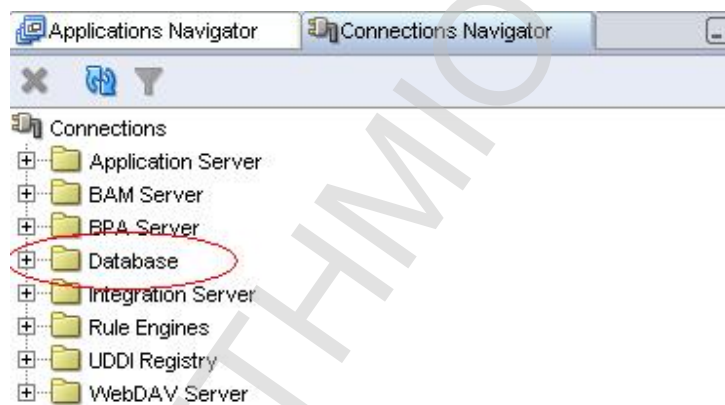 Applications Navigator Connections Navigator
Connections
Application Server
BAM Server
BPA Server
Database
Integration Server
Rule Engines
UDDI Registry
WebDAV Server
THMIO